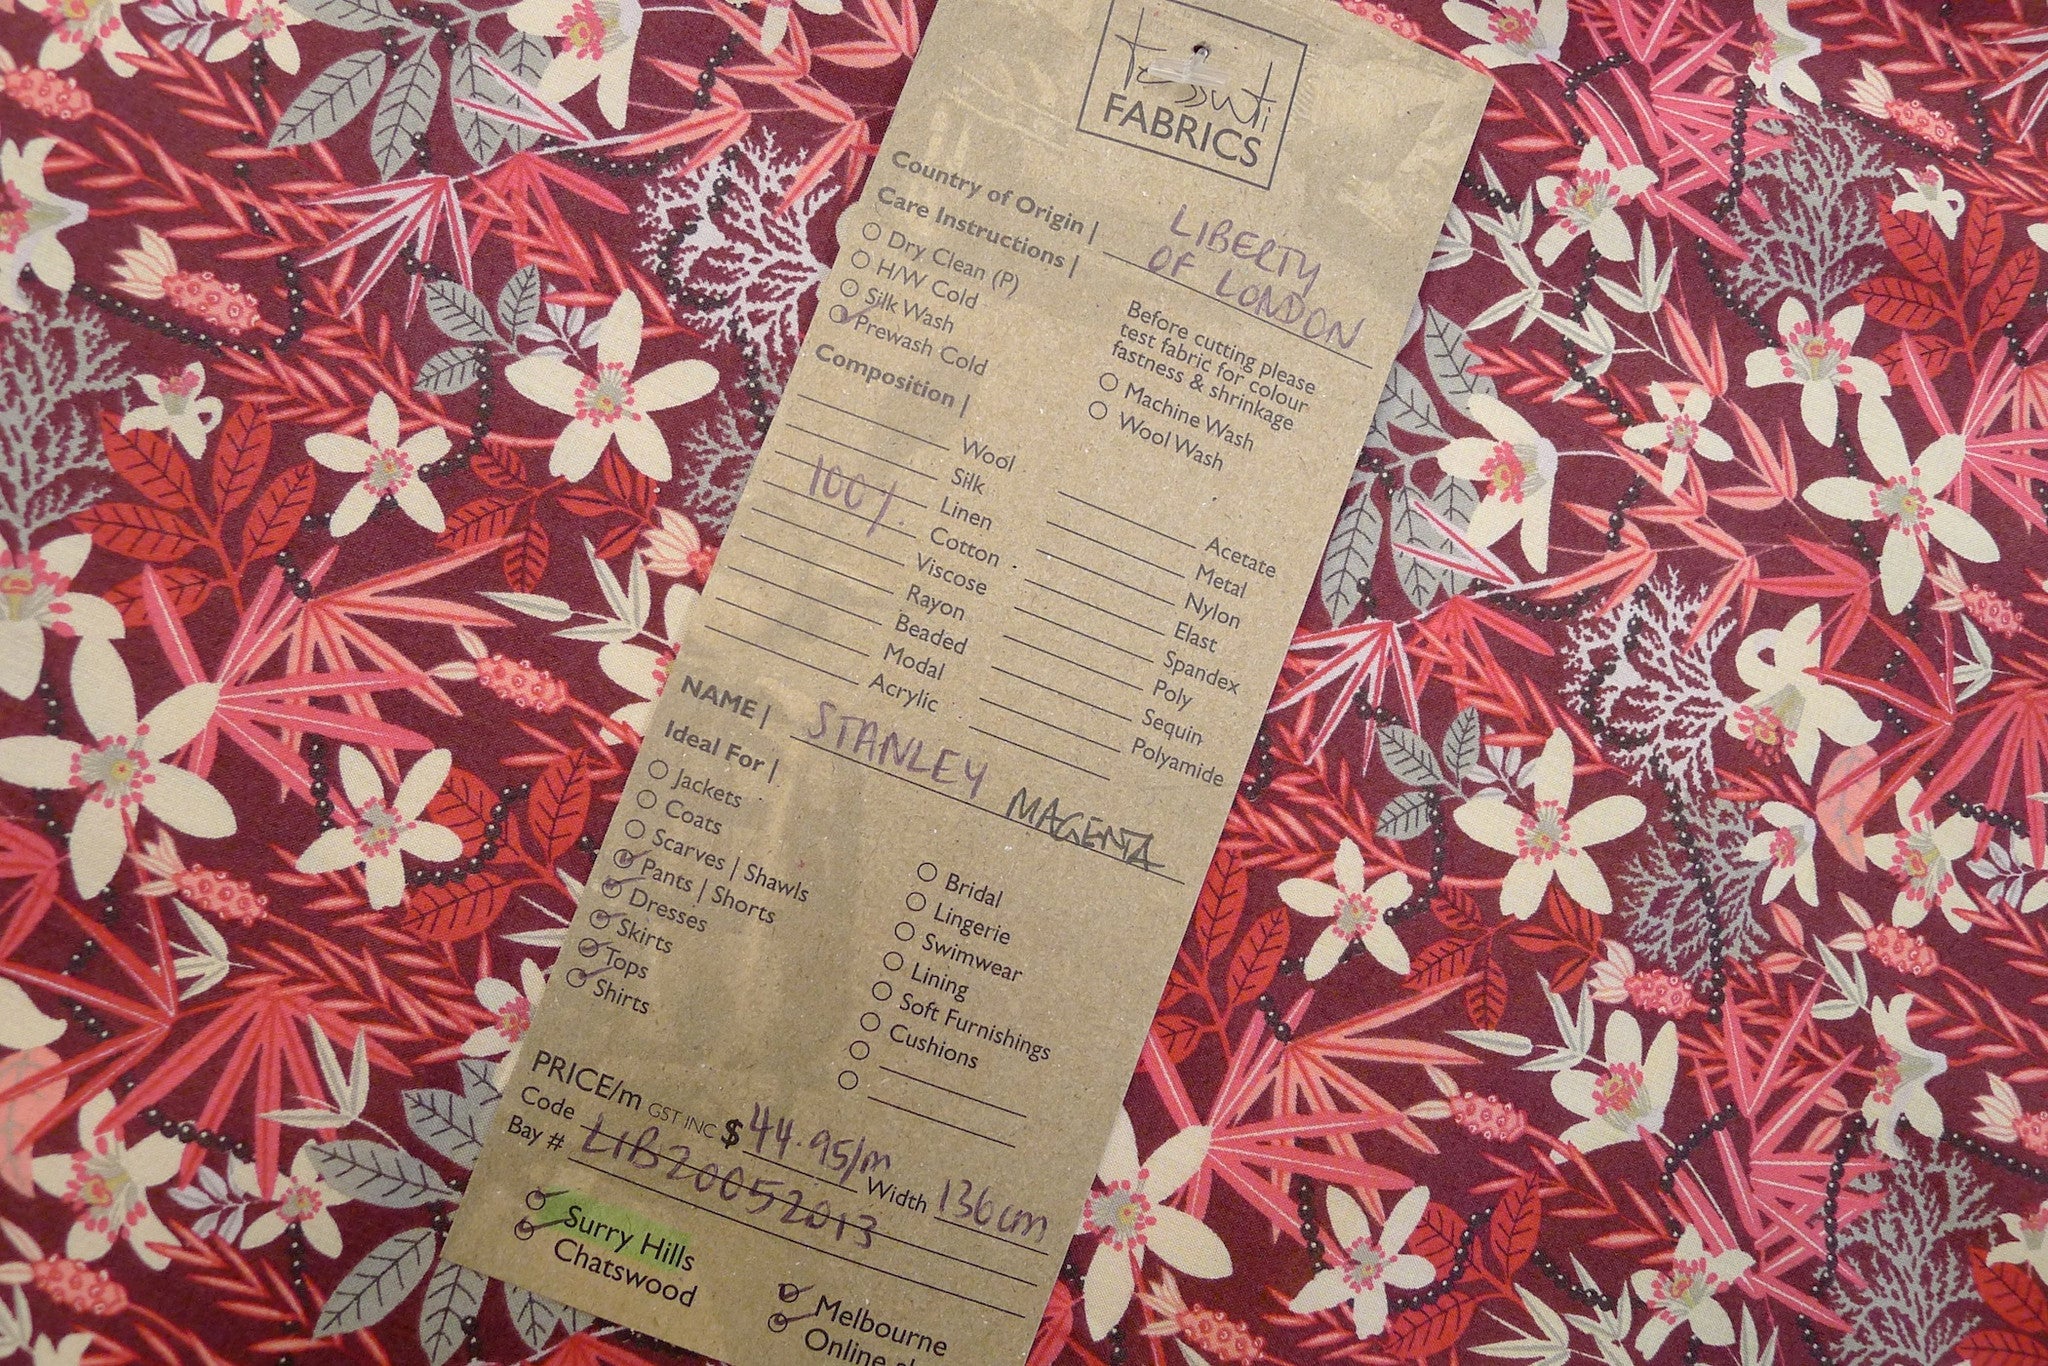 tessuti
FABRICS
Country of Origin | LIBERTY
OF LONDON
Care Instructions |
Dry Clean (P)
H/W Cold
Silk Wash
Prewash Cold
Before cutting please
test fabric for colour
fastness & shrinkage
Machine Wash
Wool Wash
Composition |
Wool
Silk
Linen
100%. Cotton
Viscose
Rayon
Beaded
Modal
Acrylic
Acetate
Metal
Nylon
Elast
Spandex
Poly
Sequin
Polyamide
NAME | STANLEY MAGENTA
Ideal For |
Jackets
Coats
Scarves | Shawls
Pants | Shorts
Dresses
Skirts
Tops
Shirts
Bridal
Lingerie
Swimwear
Lining
Soft Furnishings
Cushions
PRICE/m GST INC $44.95/m
Code LIB20052013 Width 136cm
Bay #
Surry Hills
Chatswood
Melbourne
Online